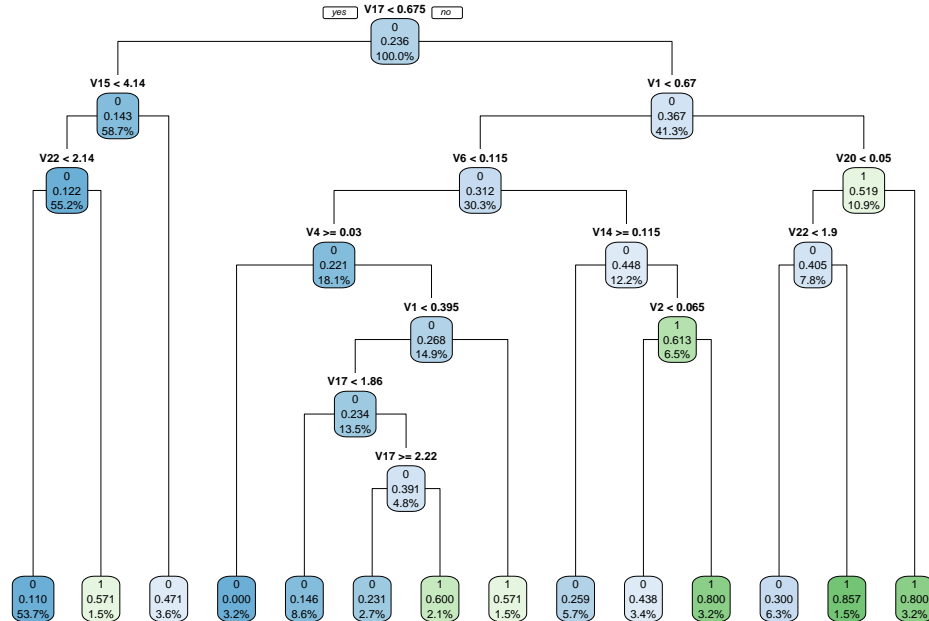 yes V17 < 0.675 no
0
0.236
100.0%
V15 < 4.14 V1 < 0.67
0 0
0.143 0.367
58.7% 41.3%
V22 < 2.14 V6 < 0.115 V20 < 0.05
0 0 1
0.122 0.312 0.519
55.2% 30.3% 10.9%
V4 >= 0.03 V14 >= 0.115 V22 < 1.9
0 0 0
0.221 0.448 0.405
18.1% 12.2% 7.8%
V1 < 0.395 V2 < 0.065
0 1
0.268 0.613
14.9% 6.5%
V17 < 1.86
0
0.234
13.5%
V17 >= 2.22
0
0.391
4.8%
0 1 0 0 0 0 1 1 0 0 1 0 1 1
0.110 0.571 0.471 0.000 0.146 0.231 0.600 0.571 0.259 0.438 0.800 0.300 0.857 0.800
53.7% 1.5% 3.6% 3.2% 8.6% 2.7% 2.1% 1.5% 5.7% 3.4% 3.2% 6.3% 1.5% 3.2%